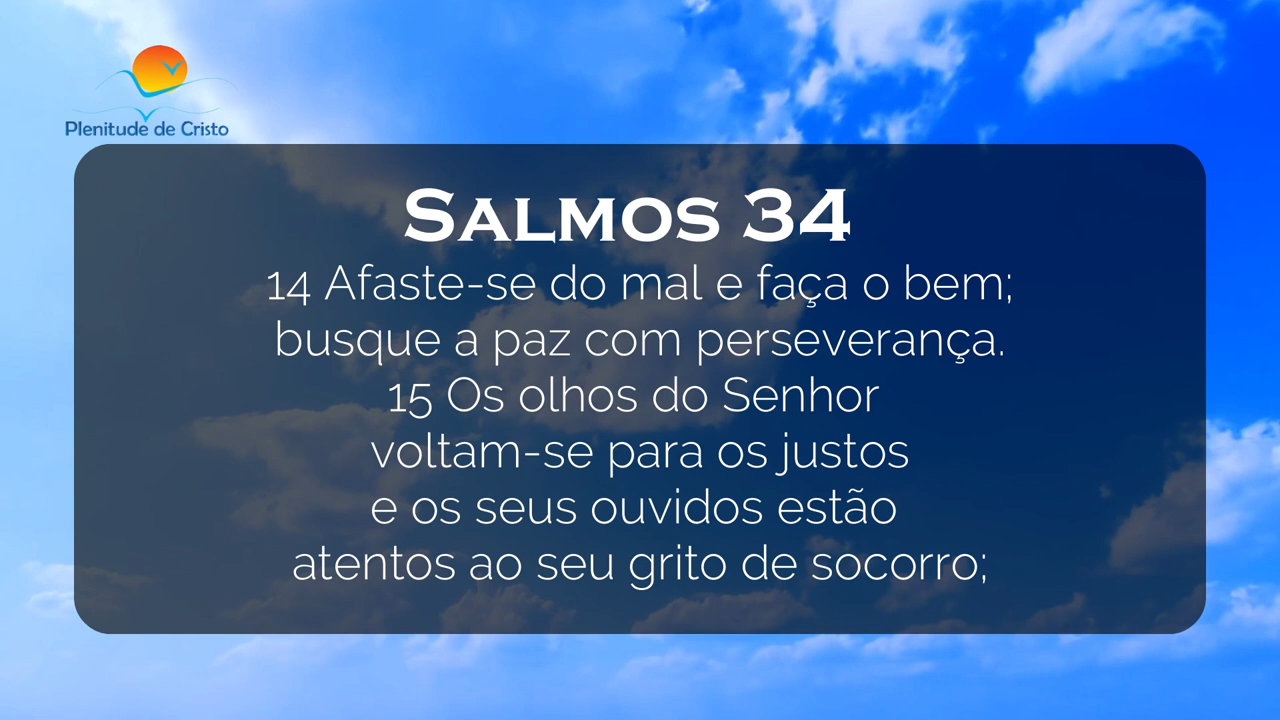 Plenitude de Cristo
Salmos 34
14 Afaste-se do mal e faça o bem;
busque a paz com perseverança.
15 Os olhos do Senhor
voltam-se para os justos
e os seus ouvidos estão
atentos ao seu grito de socorro;